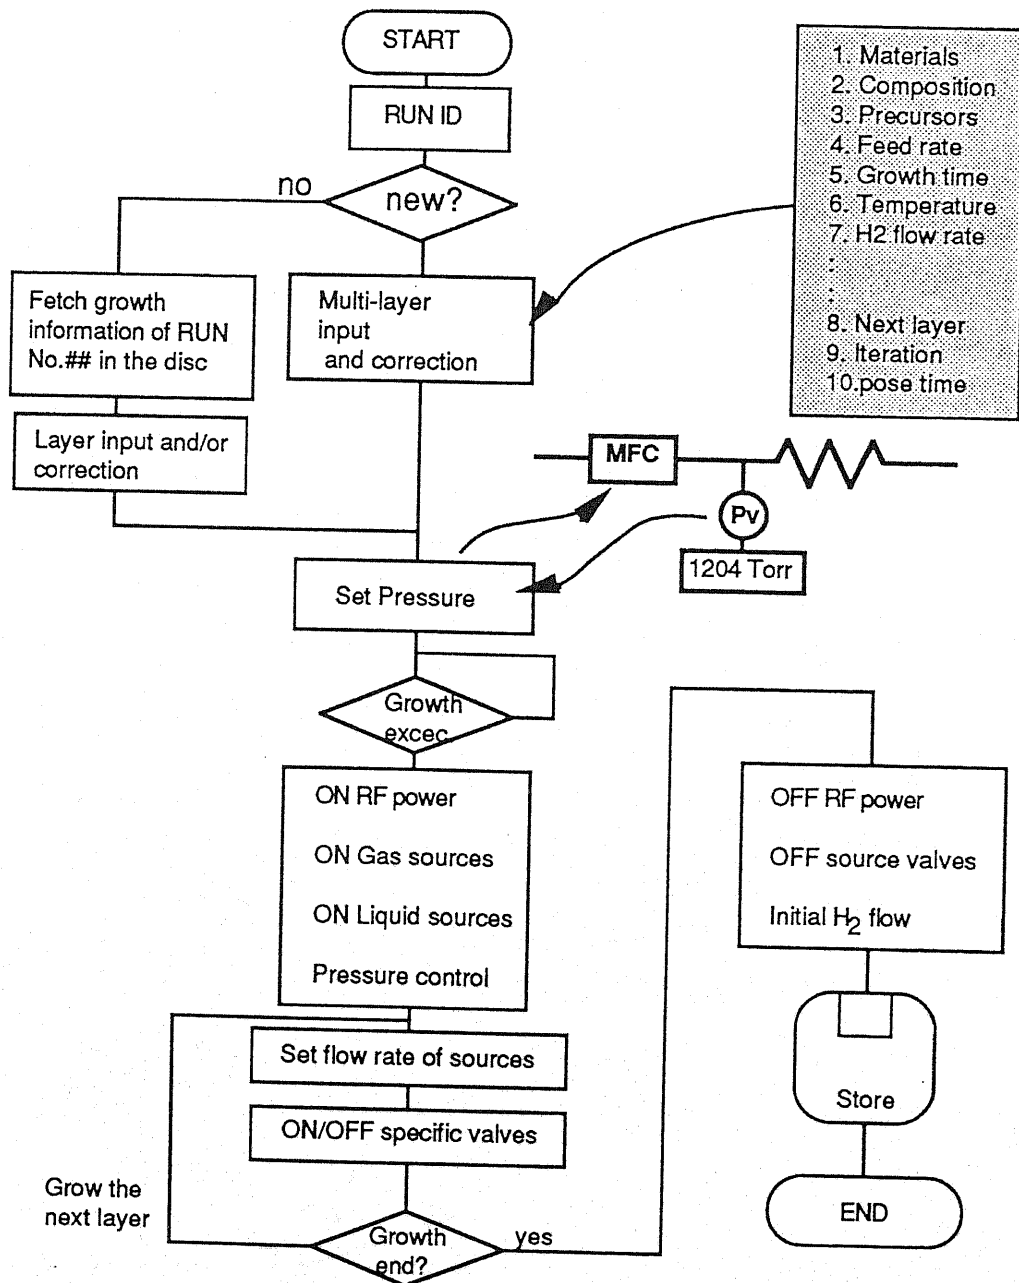 START
RUN ID
new?
no
Fetch growth
information of RUN
No.## in the disc
Layer input and/or
correction
Multi-layer
input
and correction
1. Materials
2. Composition
3. Precursors
4. Feed rate
5. Growth time
6. Temperature
7. H2 flow rate
:
:
:
8. Next layer
9. Iteration
10.pose time
MFC
Pv
1204 Torr
Set Pressure
Growth
excec.
ON RF power
ON Gas sources
ON Liquid sources
Pressure control
Set flow rate of sources
ON/OFF specific valves
Grow the
next layer
Growth
end?
yes
OFF RF power
OFF source valves
Initial H2 flow
Store
END